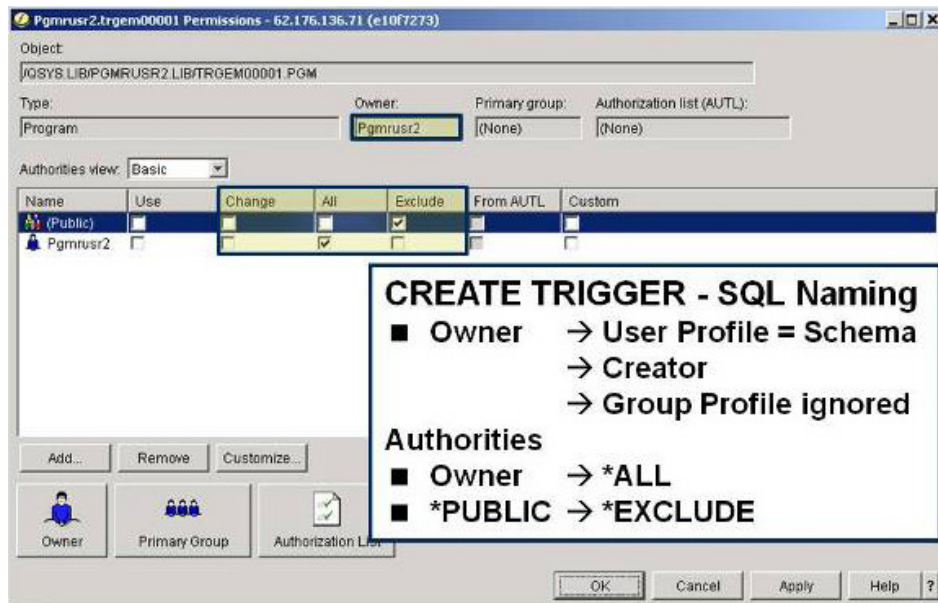 Pgmrusr2.trgem00001 Permissions - 62.176.136.71 (e10f7273)
Object:
/QSYS.LIB/PGMRUSR2.LIB/TRGEM00001.PGM
Type: Owner: Primary group: Authorization list (AUTL):
Program Pgmrusr2 (None) (None)
Authorities view: Basic
Name Use Change All Exclude From AUTL Custom
(Public)
Pgmrusr2
CREATE TRIGGER - SQL Naming
■ Owner → User Profile = Schema
→ Creator
→ Group Profile ignored
Authorities
■ Owner → *ALL
■ *PUBLIC → *EXCLUDE
Add... Remove Customize...
Owner Primary Group Authorization
OK Cancel Apply Help ?